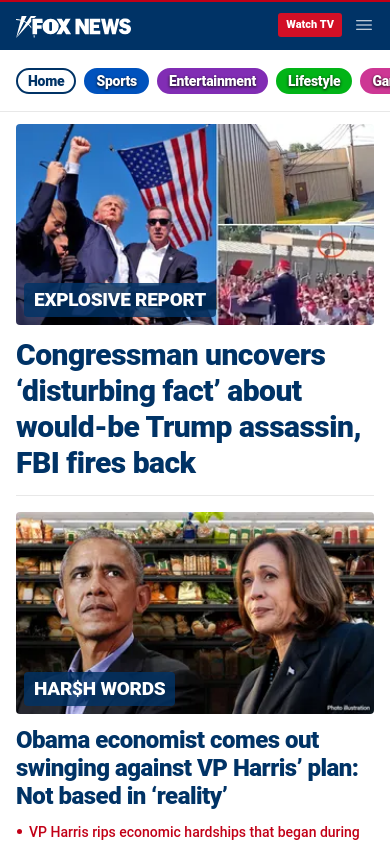 FOX NEWS
Watch TV
Home
Sports
Entertainment
Lifestyle
Ga
EXPLOSIVE REPORT
Congressman uncovers
‘disturbing fact’ about
would-be Trump assassin,
FBI fires back
HAR$H WORDS
Photo illustration
Obama economist comes out
swinging against VP Harris’ plan:
Not based in ‘reality’
• VP Harris rips economic hardships that began during